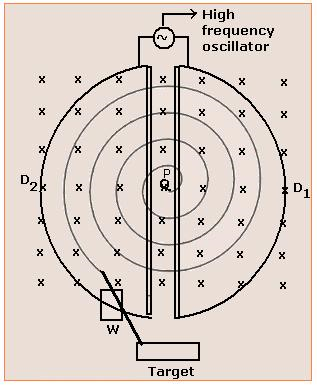 High
frequency
oscillator
~
D2
D1
P
Q
W
Target